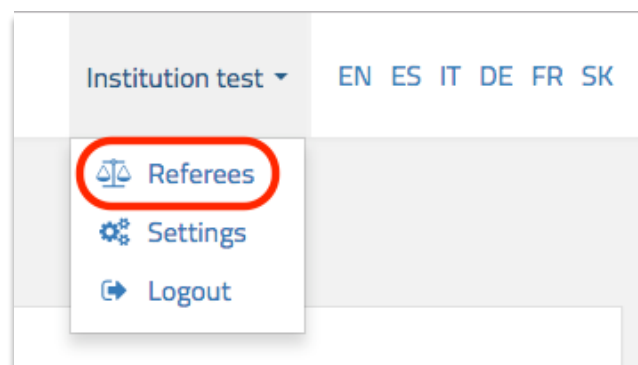 Institution test EN ES IT DE FR SK
Referees
Settings
Logout